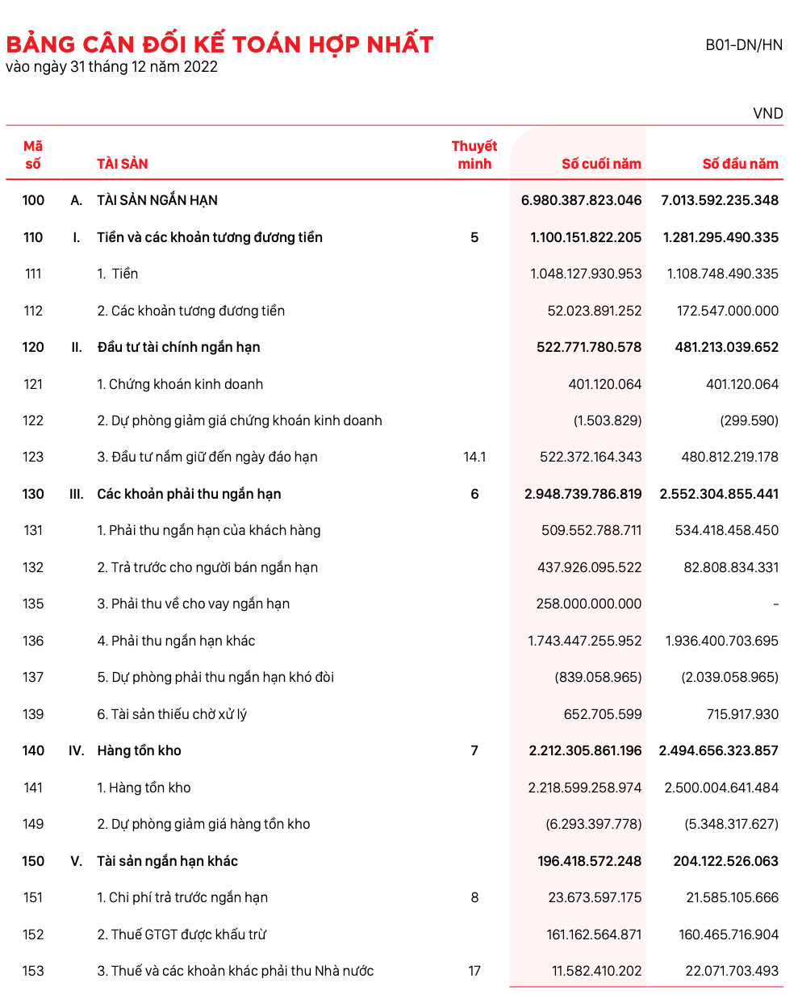 BẢNG CÂN ĐỐI KẾ TOÁN HỢP NHẤT B01-DN/HN
vào ngày 31 tháng 12 năm 2022
VND
Mã số TÀI SẢN Thuyết minh Số cuối năm Số đầu năm
100 A. TÀI SẢN NGẮN HẠN 6.980.387.823.046 7.013.592.235.348
110 I. Tiền và các khoản tương đương tiền 5 1.100.151.822.205 1.281.295.490.335
111 1. Tiền 1.048.127.930.953 1.108.748.490.335
112 2. Các khoản tương đương tiền 52.023.891.252 172.547.000.000
120 II. Đầu tư tài chính ngắn hạn 522.771.780.578 481.213.039.652
121 1. Chứng khoán kinh doanh 401.120.064 401.120.064
122 2. Dự phòng giảm giá chứng khoán kinh doanh (1.503.829) (299.590)
123 3. Đầu tư nắm giữ đến ngày đáo hạn 14.1 522.372.164.343 480.812.219.178
130 III. Các khoản phải thu ngắn hạn 6 2.948.739.786.819 2.552.304.855.441
131 1. Phải thu ngắn hạn của khách hàng 509.552.788.711 534.418.458.450
132 2. Trả trước cho người bán ngắn hạn 437.926.095.522 82.808.834.331
135 3. Phải thu về cho vay ngắn hạn 258.000.000.000 -
136 4. Phải thu ngắn hạn khác 1.743.447.255.952 1.936.400.703.695
137 5. Dự phòng phải thu ngắn hạn khó đòi (839.058.965) (2.039.058.965)
139 6. Tài sản thiếu chờ xử lý 652.705.599 715.917.930
140 IV. Hàng tồn kho 7 2.212.305.861.196 2.494.656.323.857
141 1. Hàng tồn kho 2.218.599.258.974 2.500.004.641.484
149 2. Dự phòng giảm giá hàng tồn kho (6.293.397.778) (5.348.317.627)
150 V. Tài sản ngắn hạn khác 196.418.572.248 204.122.526.063
151 1. Chi phí trả trước ngắn hạn 8 23.673.597.175 21.585.105.666
152 2. Thuế GTGT được khấu trừ 161.162.564.871 160.465.716.904
153 3. Thuế và các khoản khác phải thu Nhà nước 17 11.582.410.202 22.071.703.493